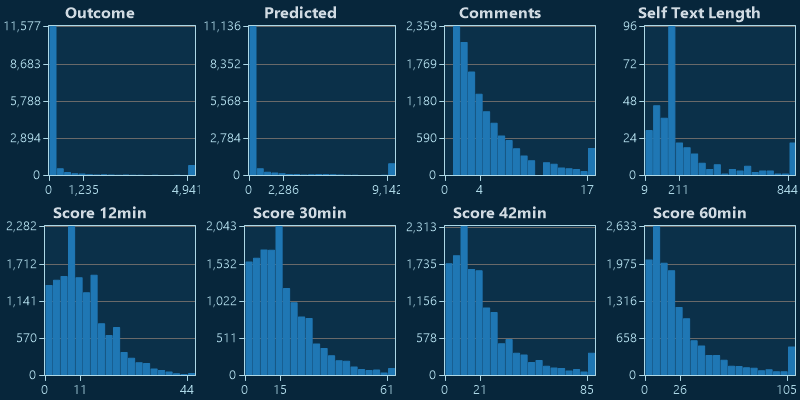 Outcome
11,577
8,683
5,788
2,894
0
0 1,235 4,941
Predicted
11,136
8,352
5,568
2,784
0
0 2,286 9,142
Comments
2,359
1,769
1,180
590
0
0 4 17
Self Text Length
96
72
48
24
0
9 211 844
Score 12min
2,282
1,712
1,141
570
0
0 11 44
Score 30min
2,043
1,532
1,022
511
0
0 15 61
Score 42min
2,313
1,735
1,156
578
0
0 21 85
Score 60min
2,633
1,975
1,316
658
0
0 26 105